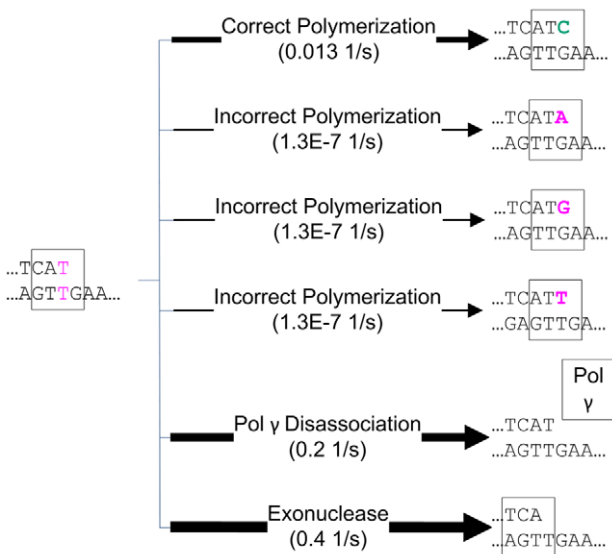 Correct Polymerization
(0.013 1/s)
...TCATC
...AGTTGAA...
Incorrect Polymerization
(1.3E-7 1/s)
...TCATA
...AGTTGAA...
Incorrect Polymerization
(1.3E-7 1/s)
...TCATG
...AGTTGAA...
...TCAT
...AGTTGAA...
Incorrect Polymerization
(1.3E-7 1/s)
...TCATT
GAGTTGA...
Pol γ Disassociation
(0.2 1/s)
Pol
γ
...TCAT
...AGTTGAA...
Exonuclease
(0.4 1/s)
...TCA
...AGTTGAA...